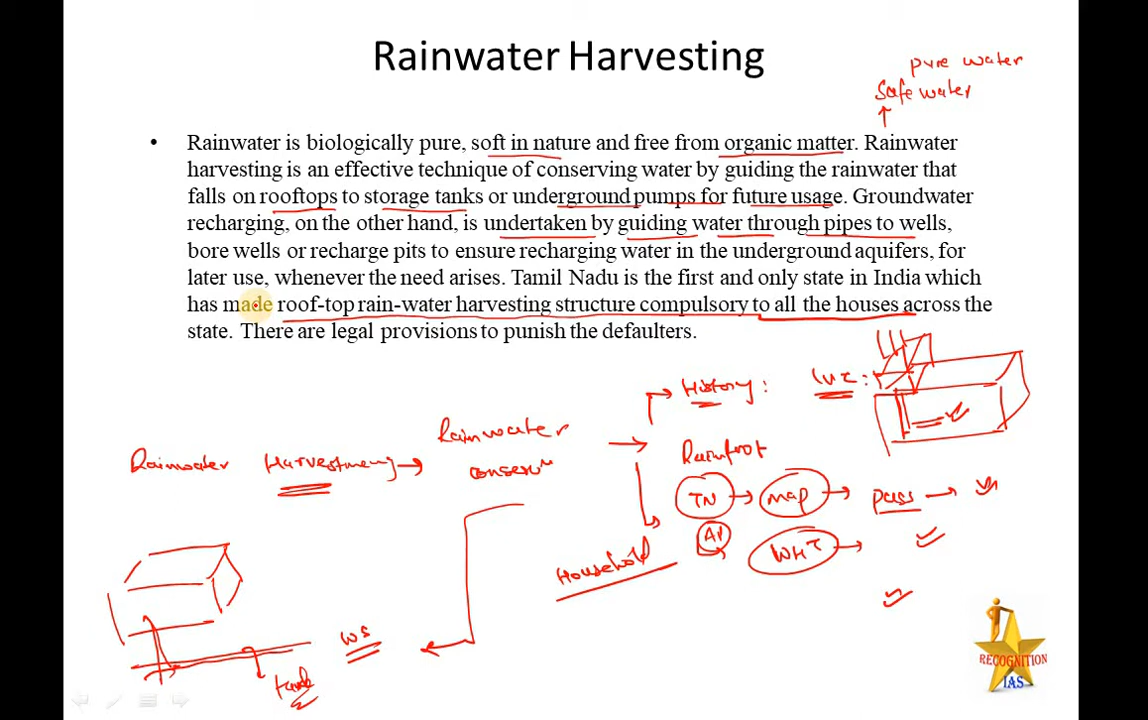 Rainwater Harvesting
pure water
safe water
• Rainwater is biologically pure, soft in nature and free from organic matter. Rainwater
harvesting is an effective technique of conserving water by guiding the rainwater that
falls on rooftops to storage tanks or underground pumps for future usage. Groundwater
recharging, on the other hand, is undertaken by guiding water through pipes to wells,
bore wells or recharge pits to ensure recharging water in the underground aquifers, for
later use, whenever the need arises. Tamil Nadu is the first and only state in India which
has made roof-top rain-water harvesting structure compulsory to all the houses across the
state. There are legal provisions to punish the defaulters.
History :
Rainwater
Rainwater Harvestmeny
TN map pass
AP
Household
WS
tank
RECOGNITION
IAS